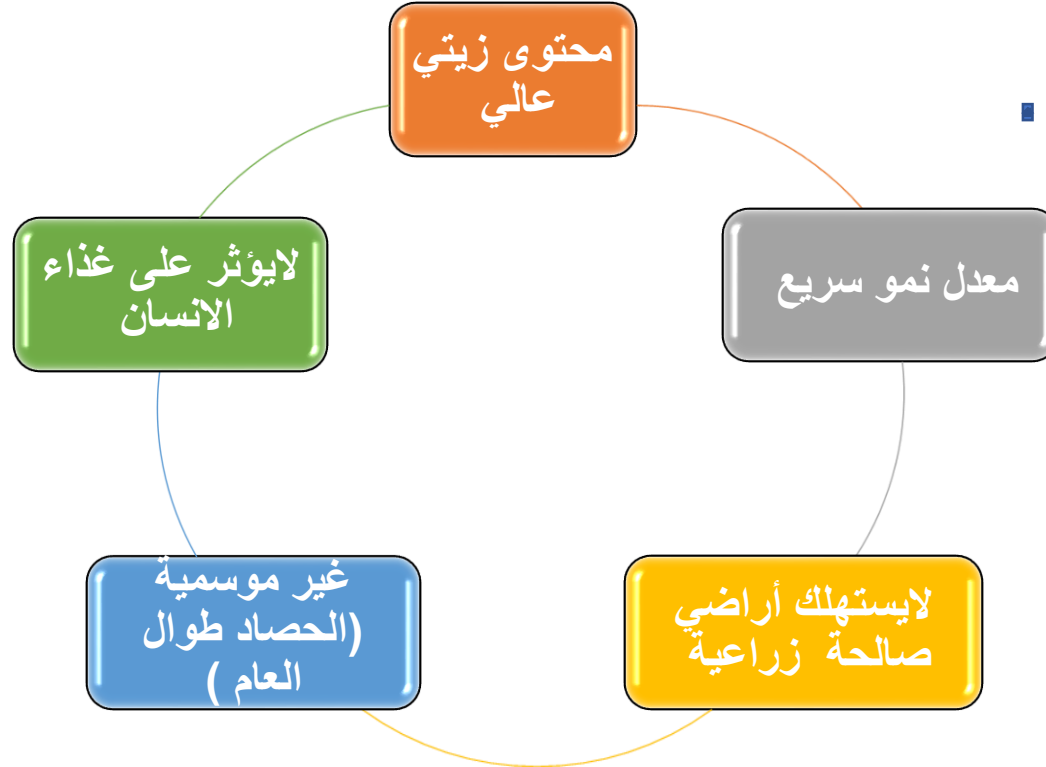 محتوى زيتي
عالي
معدل نمو سريع
لايستهلك أراضي
صالحة زراعية
غير موسمية
(الحصاد طوال
العام )
لايؤثر على غذاء
الانسان